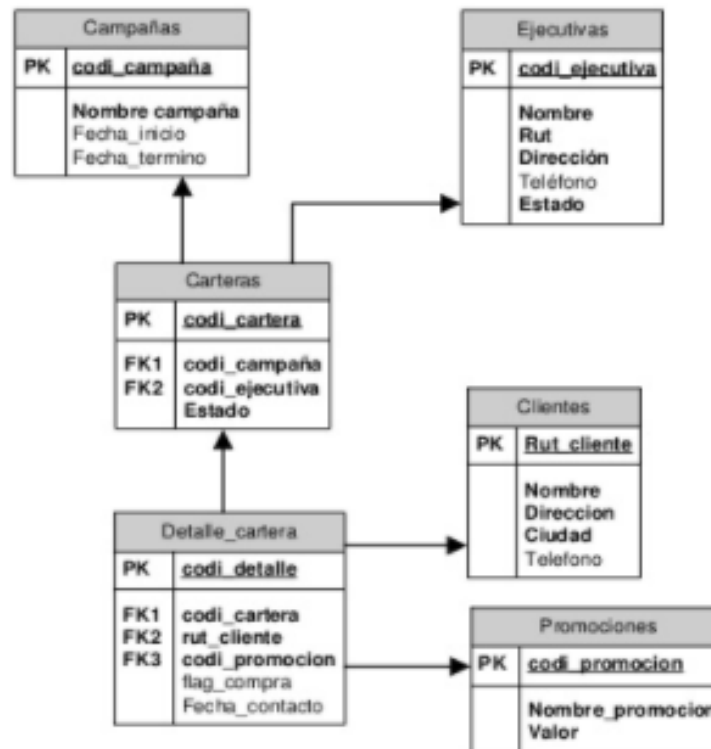 Campañas
PK codi_campaña
Nombre campaña
Fecha_inicio
Fecha_termino
Ejecutivas
PK codi_ejecutiva
Nombre
Rut
Dirección
Teléfono
Estado
Carteras
PK codi_cartera
FK1 codi_campaña
FK2 codi_ejecutiva
Estado
Clientes
PK Rut_cliente
Nombre
Direccion
Ciudad
Telefono
Detalle_cartera
PK codi_detalle
FK1 codi_cartera
FK2 rut_cliente
FK3 codi_promocion
flag_compra
Fecha_contacto
Promociones
PK codi_promocion
Nombre_promocion
Valor